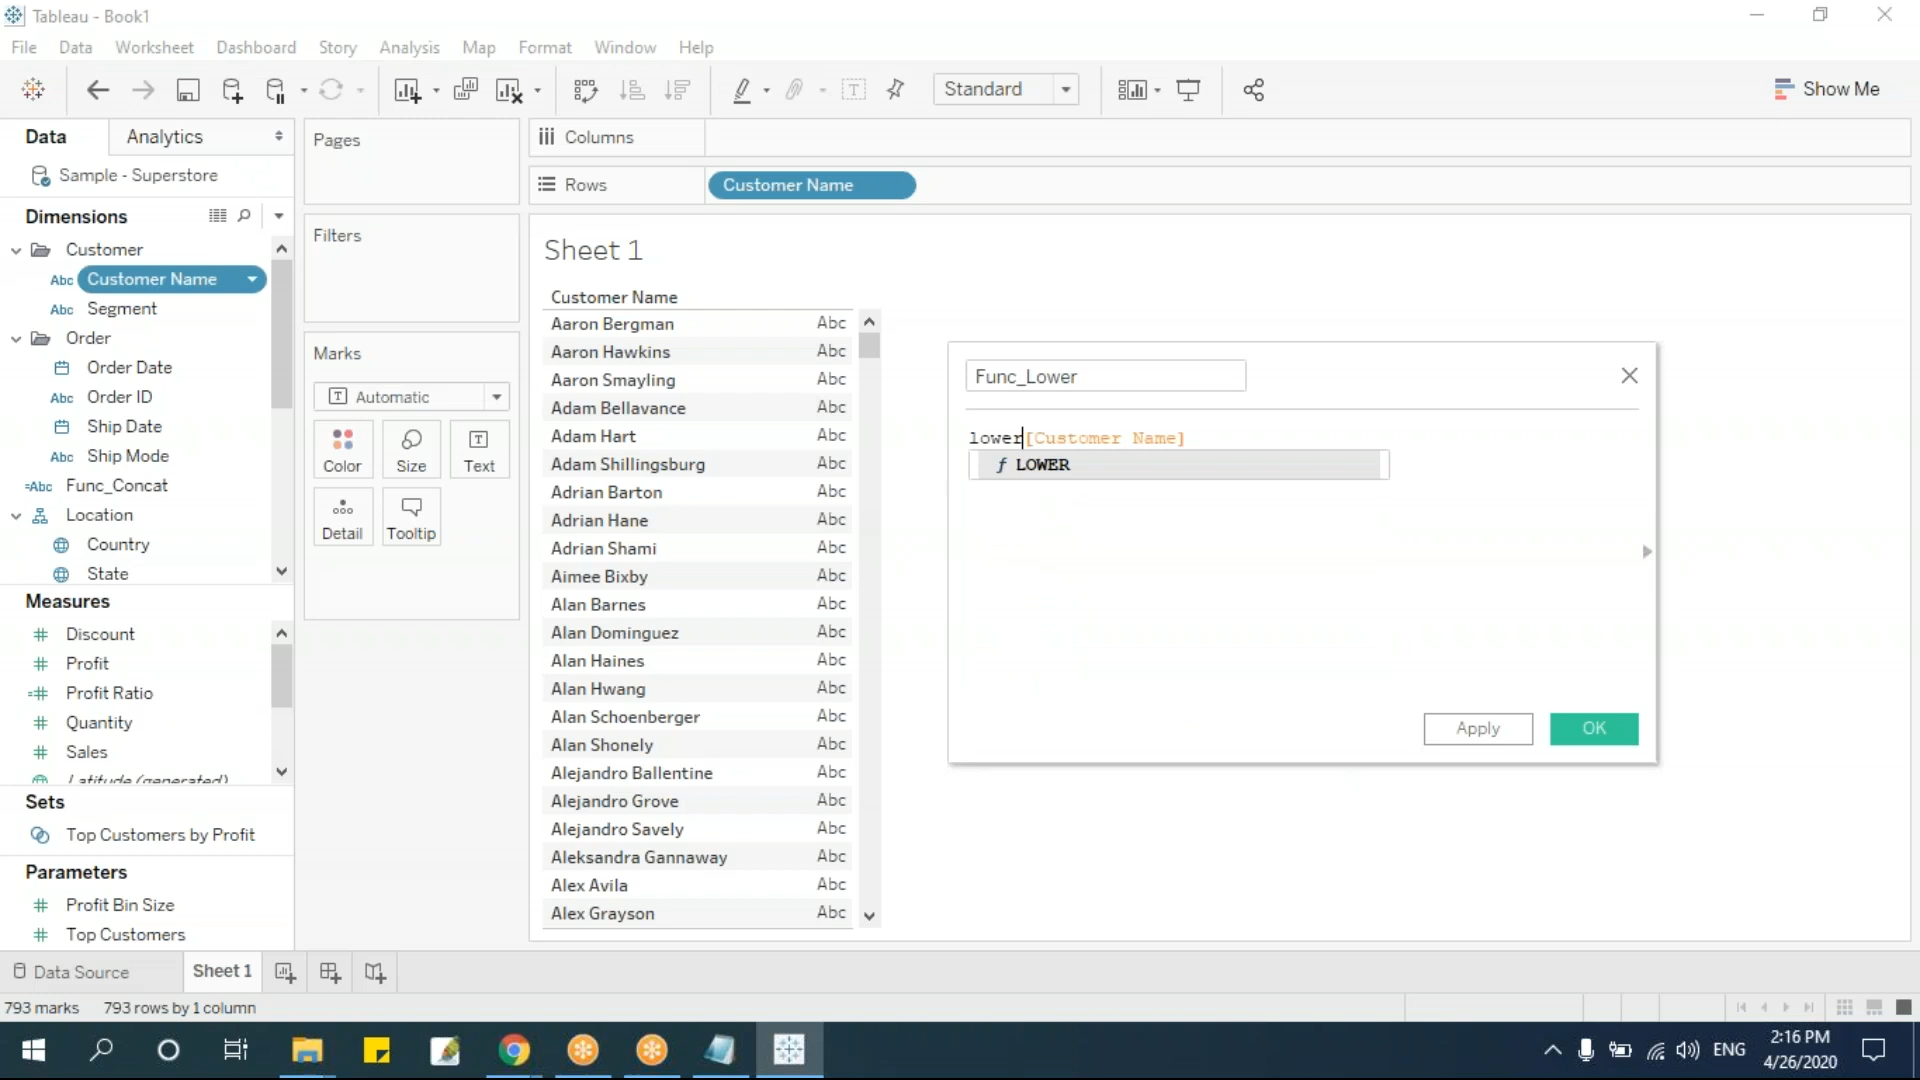 Tableau - Book1
File Data Worksheet Dashboard Story Analysis Map Format Window Help
Standard
Show Me
Data
Analytics
Sample - Superstore
Dimensions
Customer
Abc Customer Name
Abc Segment
Order
Order Date
Abc Order ID
Ship Date
Abc Ship Mode
=Abc Func_Concat
Location
Country
State
Measures
# Discount
# Profit
=# Profit Ratio
# Quantity
# Sales
Latitude (generated)
Sets
Top Customers by Profit
Parameters
# Profit Bin Size
# Top Customers
Pages
Filters
Marks
T Automatic
Color
Size
T Text
Detail
Tooltip
Columns
Rows
Customer Name
Sheet 1
Customer Name
Aaron Bergman Abc
Aaron Hawkins Abc
Aaron Smayling Abc
Adam Bellavance Abc
Adam Hart Abc
Adam Shillingsburg Abc
Adrian Barton Abc
Adrian Hane Abc
Adrian Shami Abc
Aimee Bixby Abc
Alan Barnes Abc
Alan Dominguez Abc
Alan Haines Abc
Alan Hwang Abc
Alan Schoenberger Abc
Alan Shonely Abc
Alejandro Ballentine Abc
Alejandro Grove Abc
Alejandro Savely Abc
Aleksandra Gannaway Abc
Alex Avila Abc
Alex Grayson Abc
Func_Lower
lower[Customer Name]
f LOWER
Apply
OK
Data Source
Sheet 1
793 marks 793 rows by 1 column
ENG
2:16 PM
4/26/2020